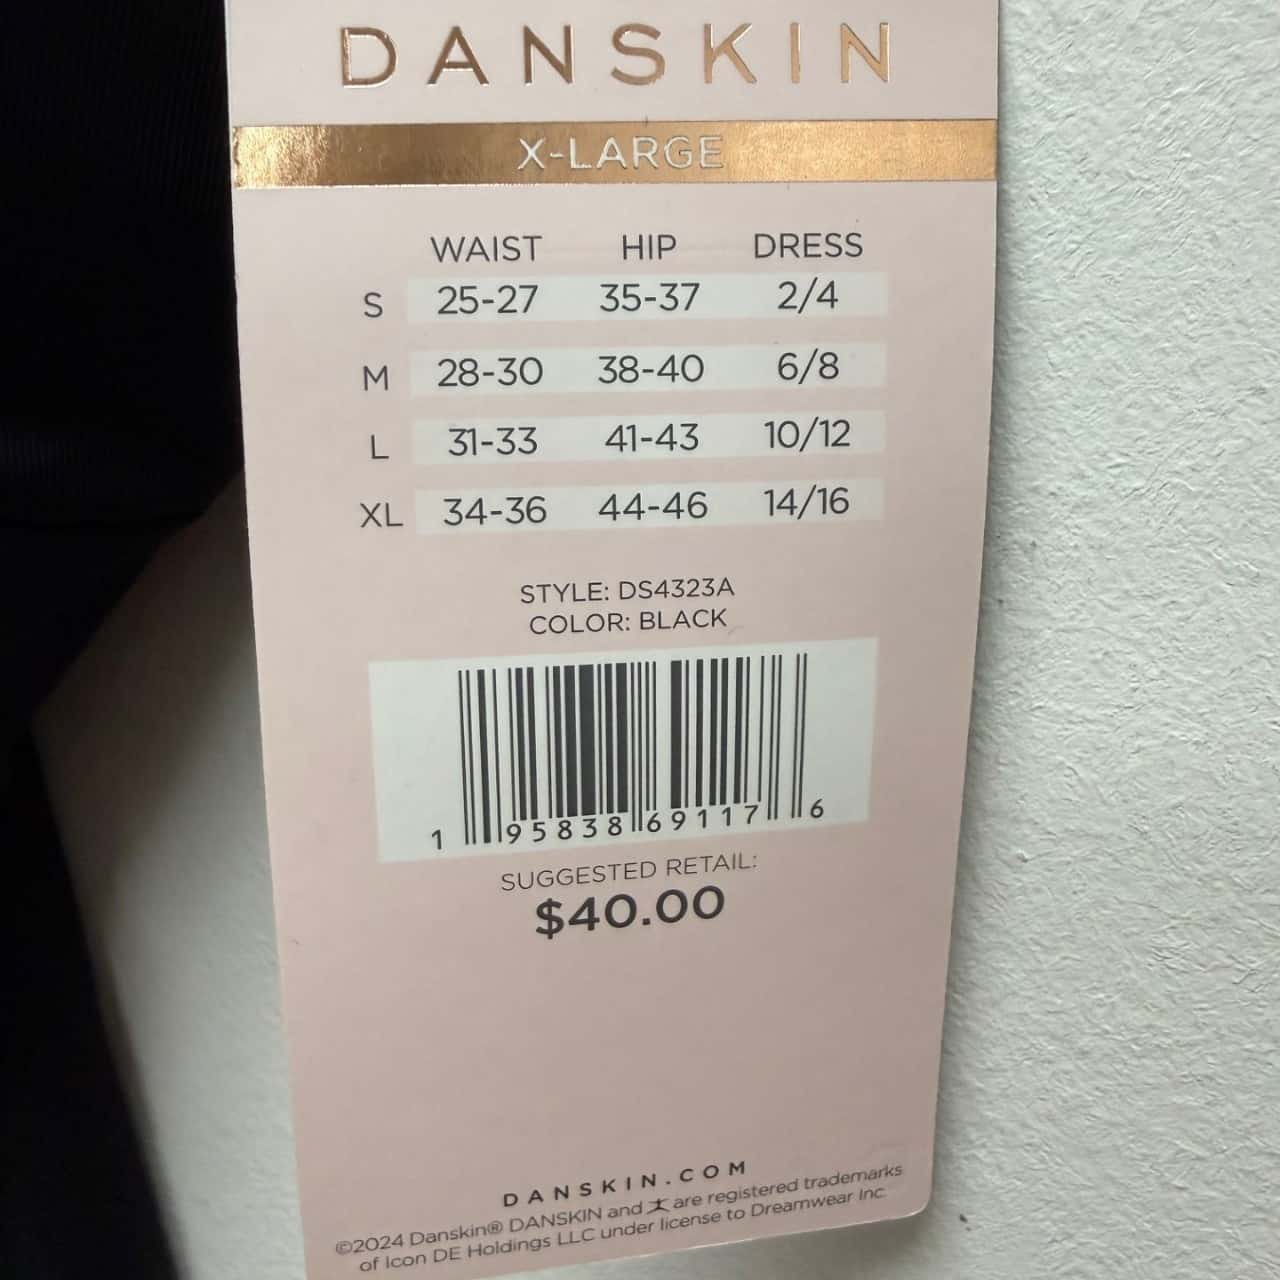 DANSKIN
X-LARGE
WAIST HIP DRESS
S 25-27 35-37 2/4
M 28-30 38-40 6/8
L 31-33 41-43 10/12
XL 34-36 44-46 14/16
STYLE: DS4323A
COLOR: BLACK
1 95838 69117 6
SUGGESTED RETAIL:
$40.00
DANSKIN.COM
©2024 Danskin® DANSKIN and are registered trademarks
of Icon DE Holdings LLC under license to Dreamwear Inc.